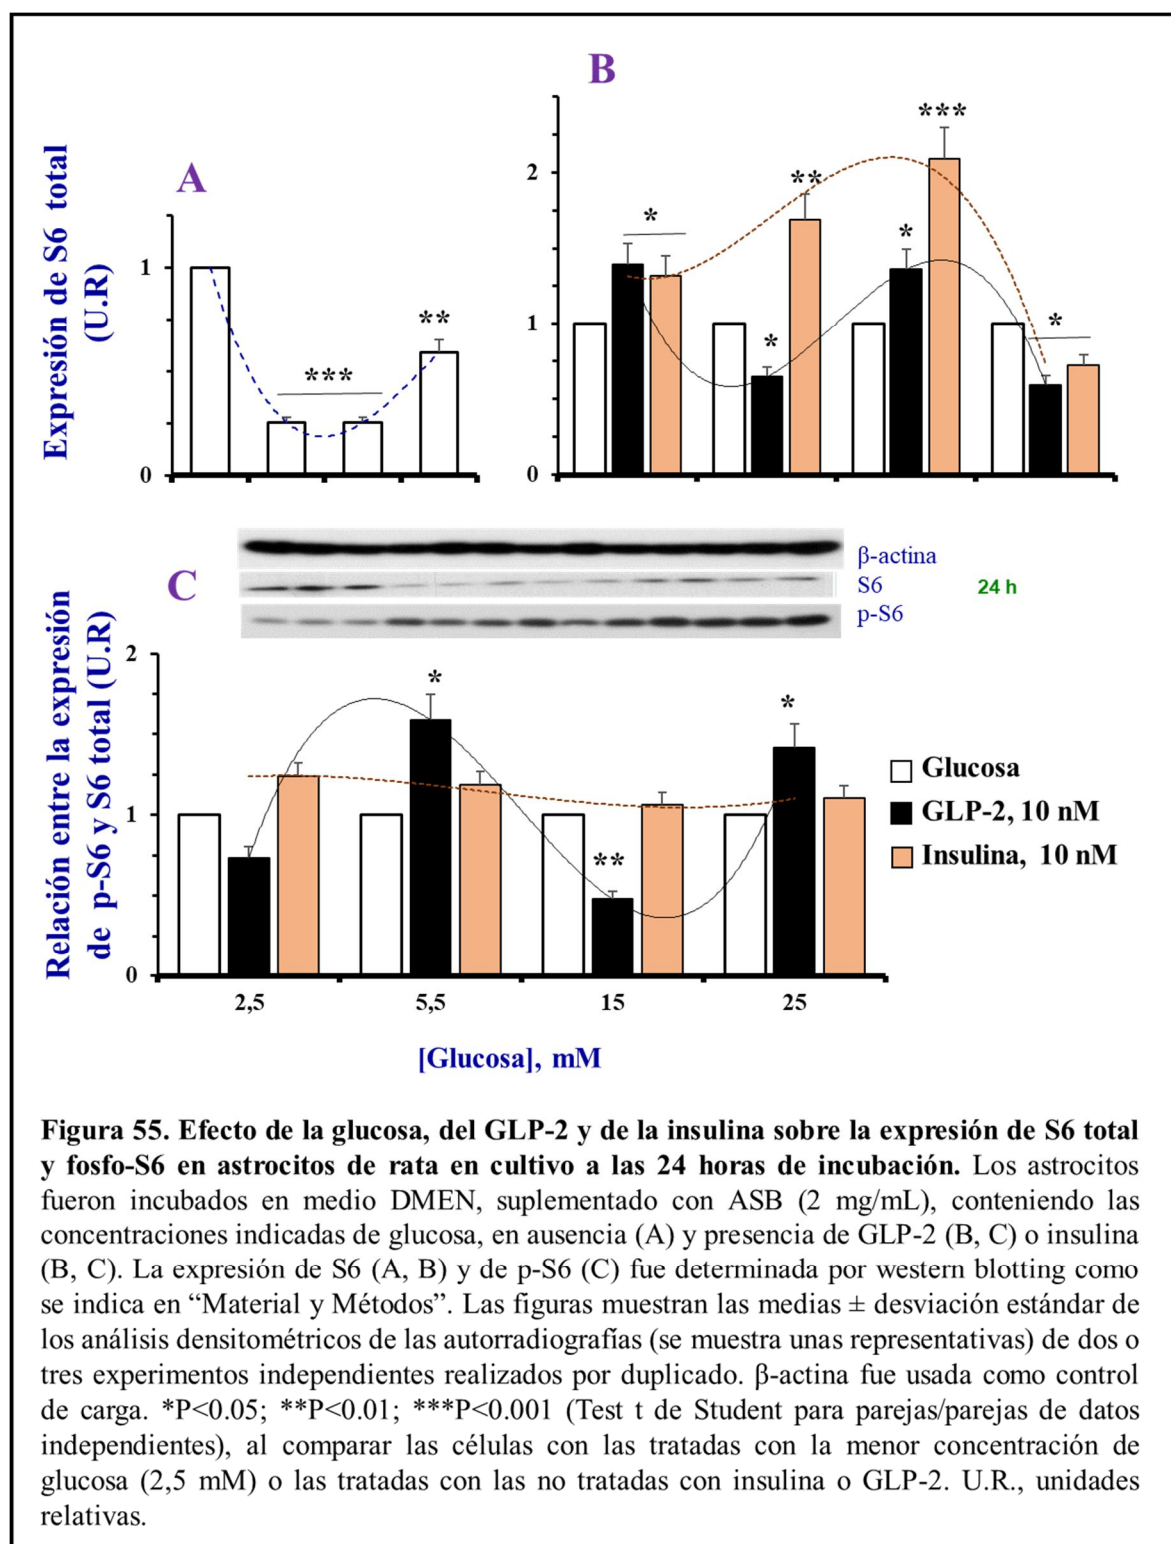 B
***
A
Expresión de S6 total
(U.R)
2
1
0
1
0
***
**
*
**
*
*
*
β-actina
S6
p-S6
24 h
C
Relación entre la expresión
de p-S6 y S6 total (U.R)
2
1
0
*
**
*
Glucosa
GLP-2, 10 nM
Insulina, 10 nM
2,5
5,5
15
25
[Glucosa], mM
Figura 55. Efecto de la glucosa, del GLP-2 y de la insulina sobre la expresión de S6 total
y fosfo-S6 en astrocitos de rata en cultivo a las 24 horas de incubación. Los astrocitos
fueron incubados en medio DMEN, suplementado con ASB (2 mg/mL), conteniendo las
concentraciones indicadas de glucosa, en ausencia (A) y presencia de GLP-2 (B, C) o insulina
(B, C). La expresión de S6 (A, B) y de p-S6 (C) fue determinada por western blotting como
se indica en “Material y Métodos”. Las figuras muestran las medias ± desviación estándar de
los análisis densitométricos de las autorradiografías (se muestra unas representativas) de dos o
tres experimentos independientes realizados por duplicado. β-actina fue usada como control
de carga. *P<0.05; **P<0.01; ***P<0.001 (Test t de Student para parejas/parejas de datos
independientes), al comparar las células con las tratadas con la menor concentración de
glucosa (2,5 mM) o las tratadas con las no tratadas con insulina o GLP-2. U.R., unidades
relativas.